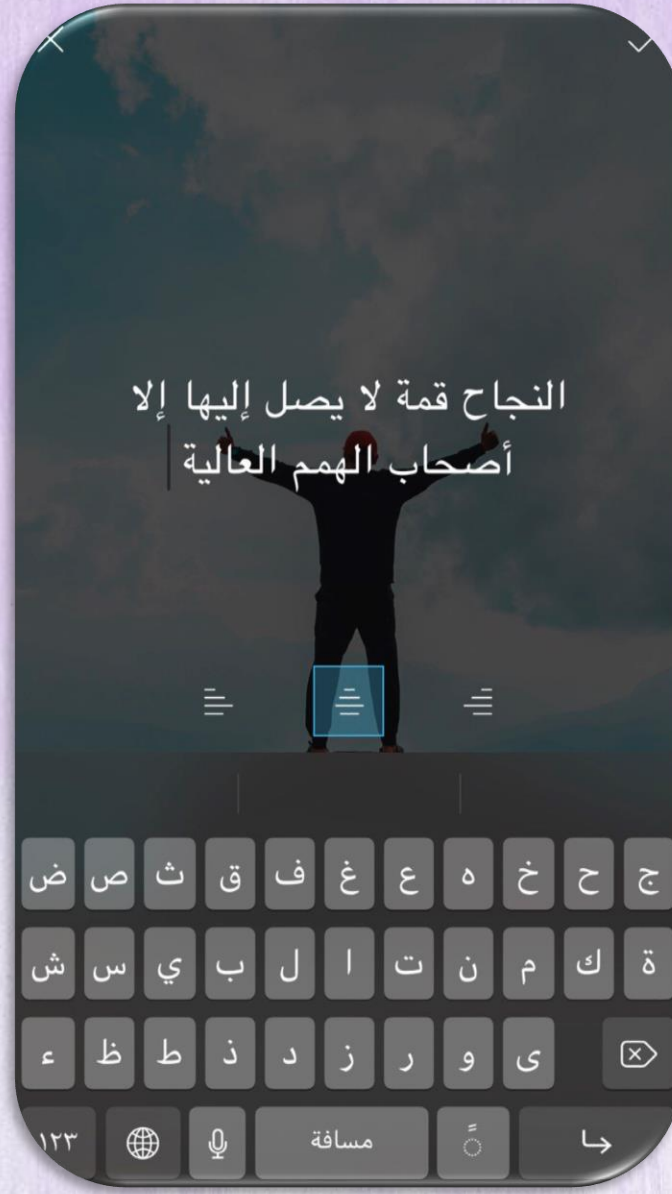 النجاح قمة لا يصل إليها إلا
أصحاب الهمم العالية
ض ص ث ق ف غ ع ه خ ح ج
ش س ي ب ل ا ت ن م ك ة
ء ظ ط ذ د ز ر و ى
١٢٣ مسافة